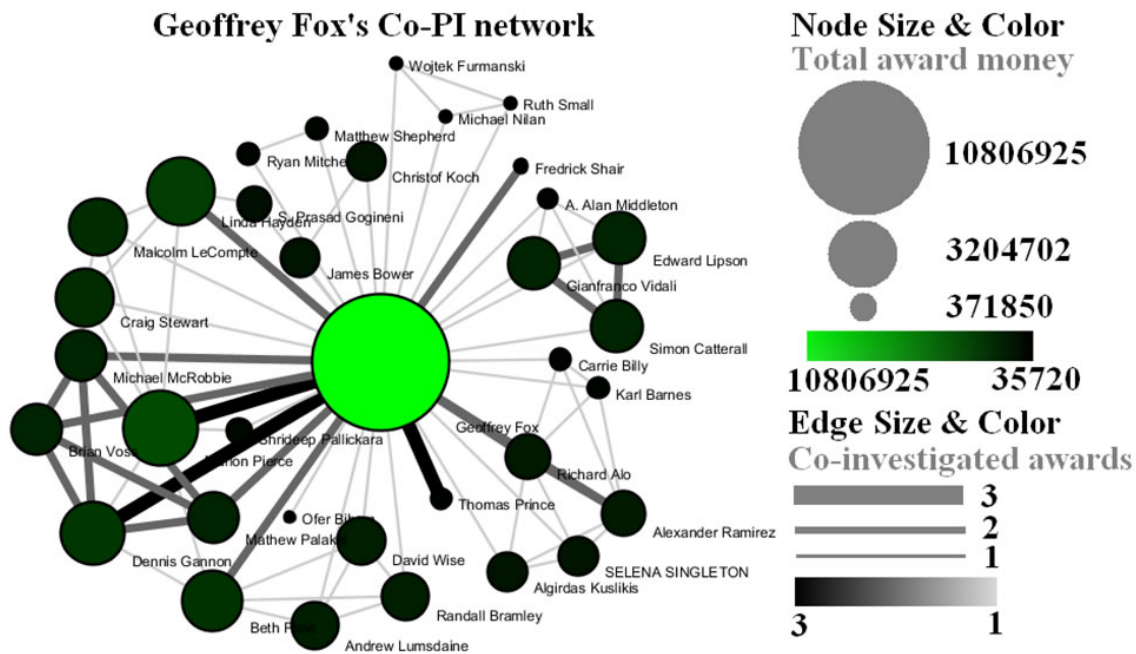 Geoffrey Fox's Co-PI network
Wojtek Furmanski
Ruth Small
Michael Nilan
Matthew Shepherd
Ryan Mitche
Christof Koch
Fredrick Shair
A. Alan Middleton
Linda Hayden
S. Prasad Gogineni
Malcolm LeCompte
James Bower
Edward Lipson
Gianfranco Vidali
Craig Stewart
Simon Catterall
Carrie Billy
Michael McRobbie
Karl Barnes
Geoffrey Fox
Shrideep Pallickara
Brian Voss
Pierce
Richard Alo
Thomas Prince
Ofer
Alexander Ramirez
Mathew
Dennis Gannon
David Wise
SELENA SINGLETON
Algirdas Kuslikis
Randall Bramley
Beth
Andrew Lumsdaine
Node Size & Color
Total award money
10806925
3204702
371850
10806925 35720
Edge Size & Color
Co-investigated awards
3
2
1
3 1